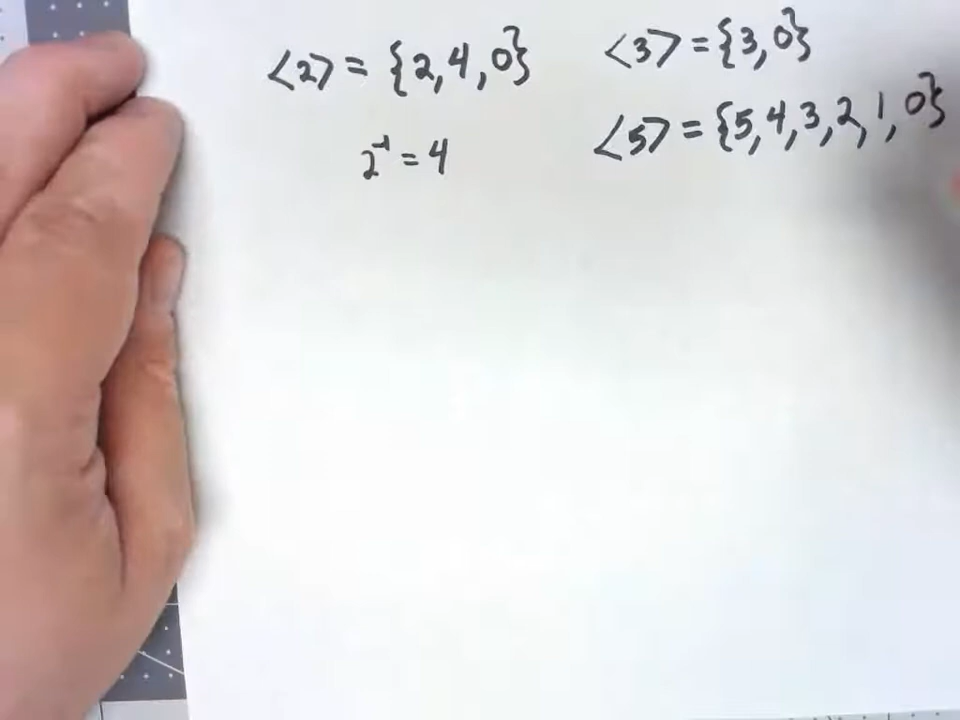 ⟨2⟩ = {2,4,0}
2⁻¹ = 4
⟨3⟩ = {3,0}
⟨5⟩ = {5,4,3,2,1,0}